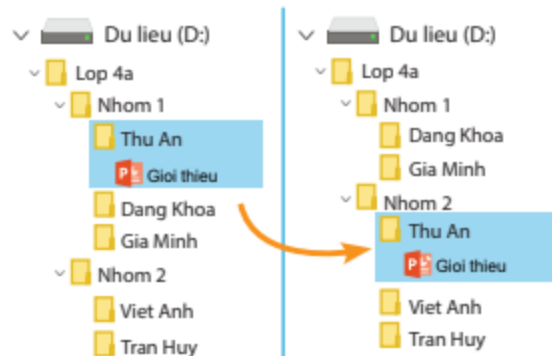 Du lieu (D:)
Lop 4a
Nhom 1
Thu An
Gioi thieu
Dang Khoa
Gia Minh
Nhom 2
Viet Anh
Tran Huy
Du lieu (D:)
Lop 4a
Nhom 1
Dang Khoa
Gia Minh
Nhom 2
Thu An
Gioi thieu
Viet Anh
Tran Huy